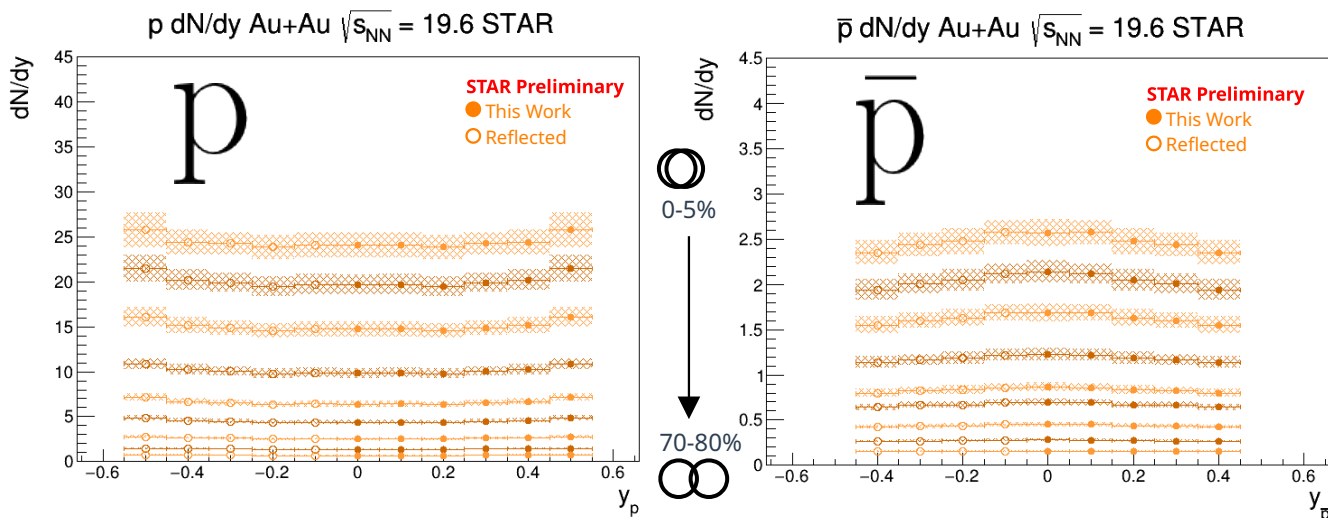 p dN/dy Au+Au √s_NN = 19.6 STAR
dN/dy
45
40
35
30
25
20
15
10
5
0
p
STAR Preliminary
This Work
Reflected
−0.6 −0.4 −0.2 0 0.2 0.4 0.6
y_p
0-5%
70-80%
p̅ dN/dy Au+Au √s_NN = 19.6 STAR
dN/dy
4.5
4
3.5
3
2.5
2
1.5
1
0.5
0
p̅
STAR Preliminary
This Work
Reflected
−0.6 −0.4 −0.2 0 0.2 0.4 0.6
y_p̅